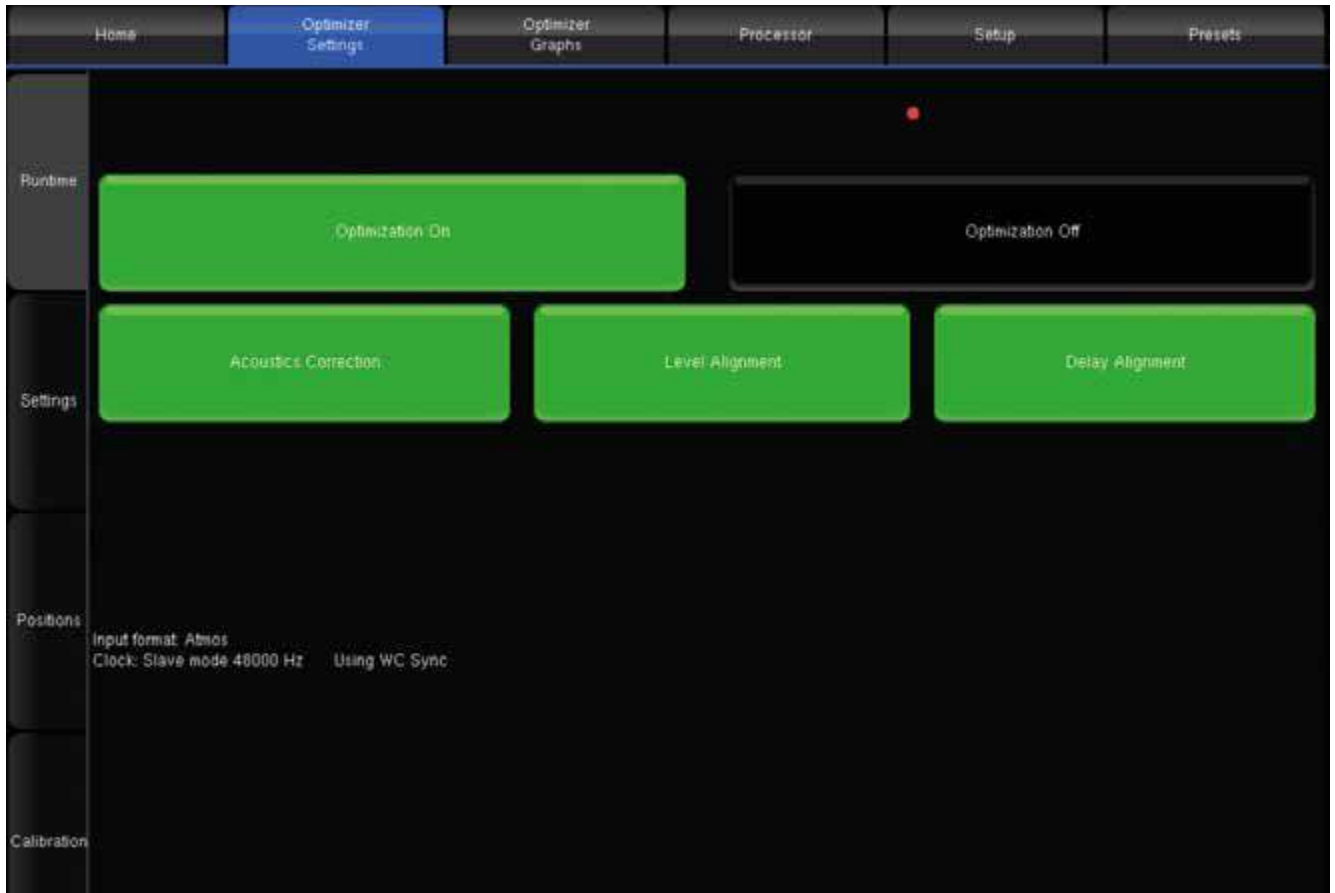 Home
Optimizer
Settings
Optimizer
Graphs
Processor
Setup
Presets
Runtime
Optimization On
Optimization Off
Acoustics Correction
Level Alignment
Delay Alignment
Settings
Positions
Input format: Atmos
Clock: Slave mode 48000 Hz Using WC Sync
Calibration